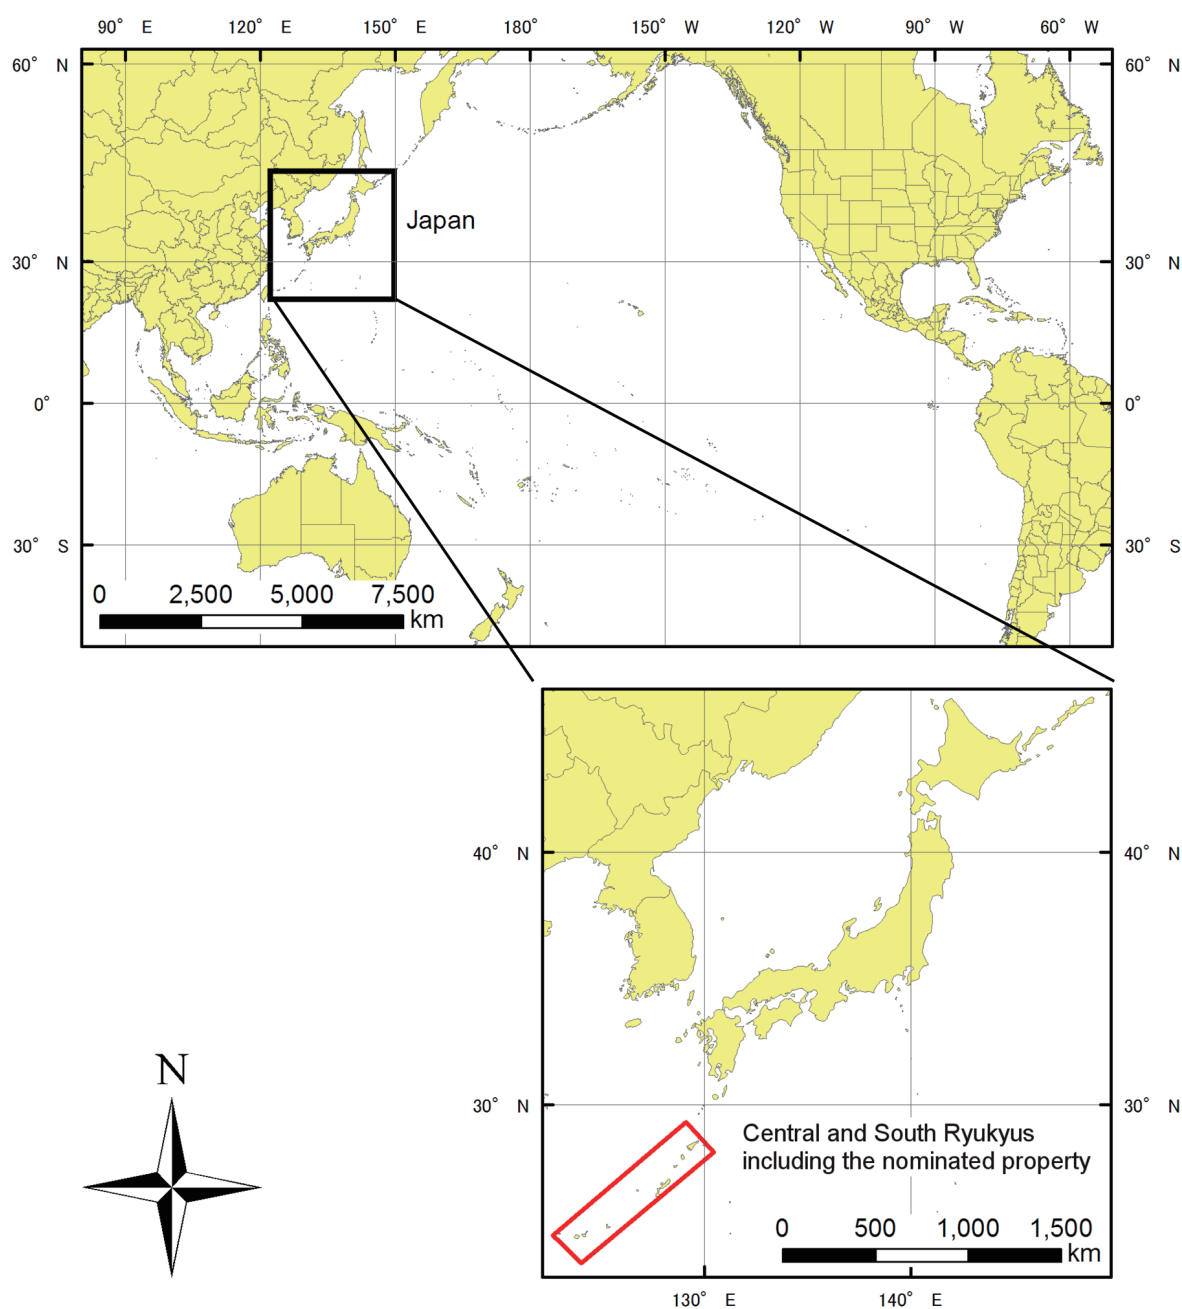 90° E 120° E 150° E 180° 150° W 120° W 90° W 60° W
60° N 60° N
Japan
30° N 30° N
0° 0°
30° S 30° S
0 2,500 5,000 7,500
km
40° N 40° N
N
30° N 30° N
Central and South Ryukyus
including the nominated property
0 500 1,000 1,500
km
130° E 140° E